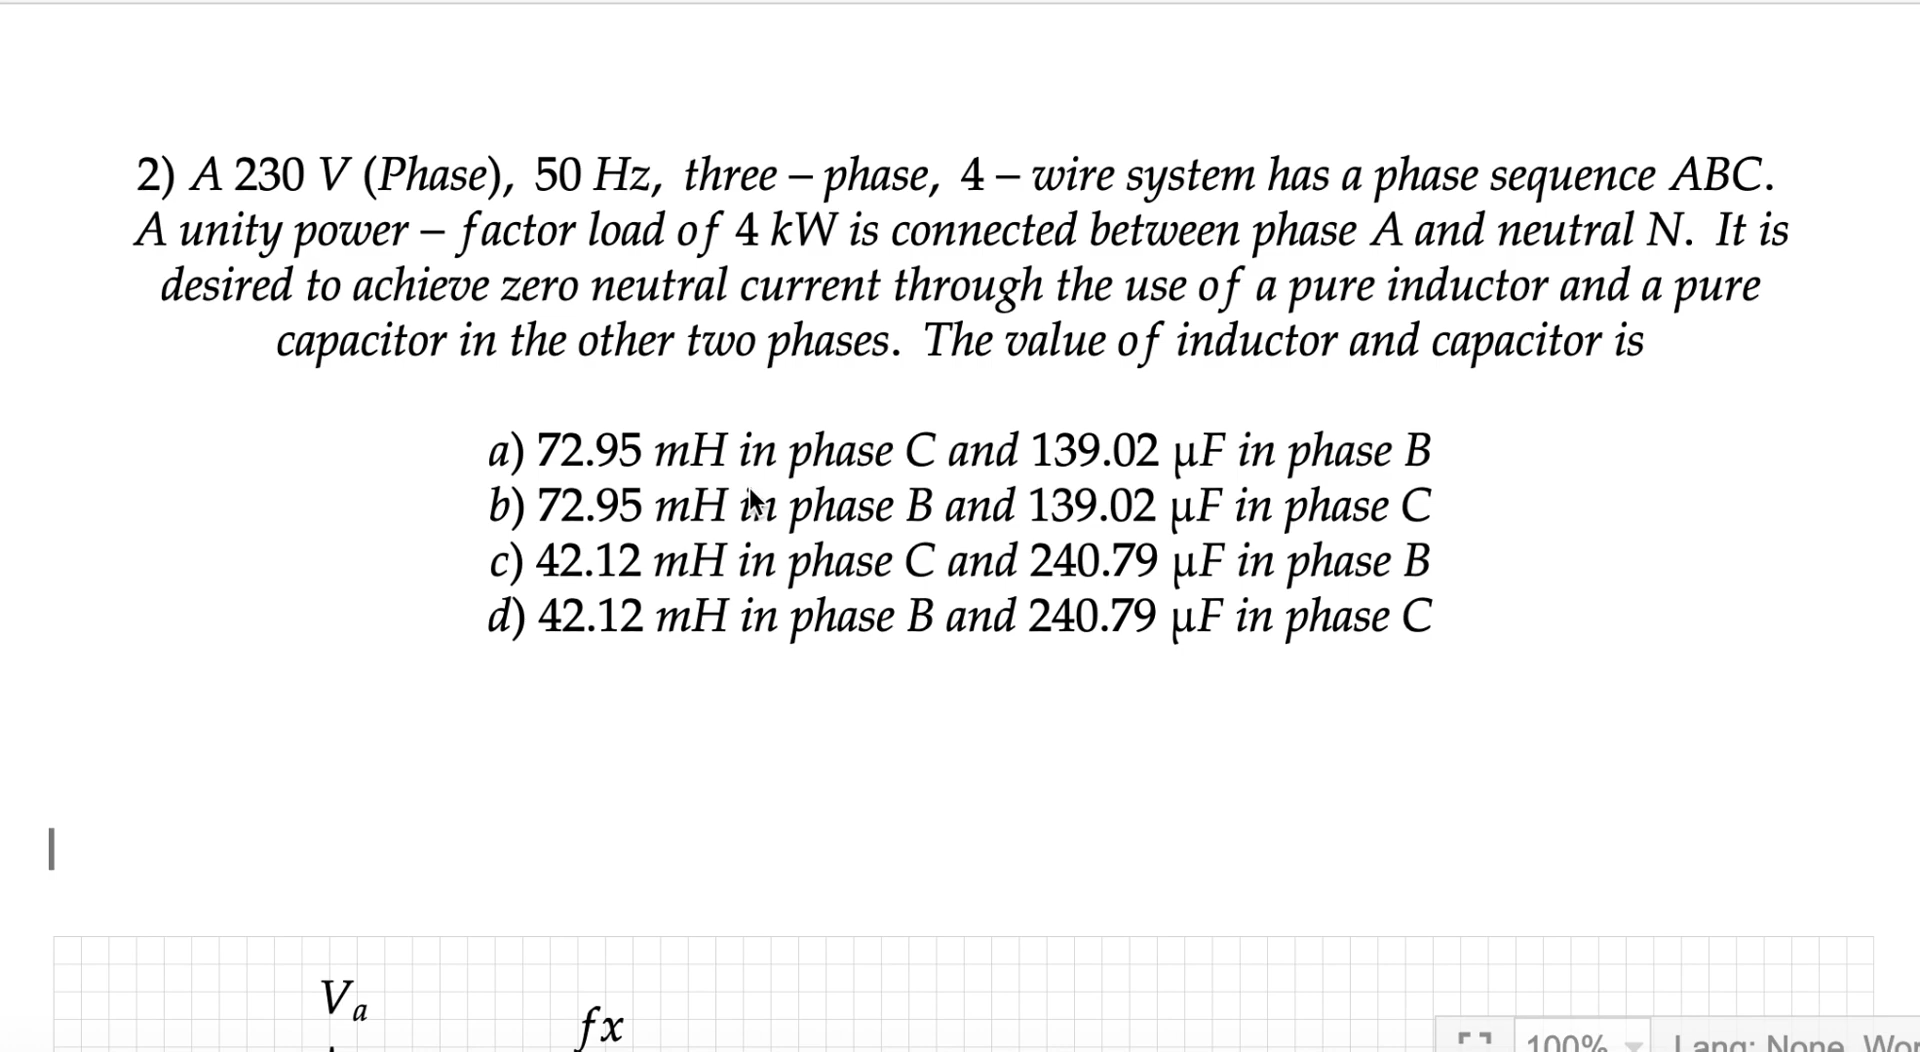 2) A 230 V (Phase), 50 Hz, three – phase, 4 – wire system has a phase sequence ABC.
A unity power – factor load of 4 kW is connected between phase A and neutral N. It is
desired to achieve zero neutral current through the use of a pure inductor and a pure
capacitor in the other two phases. The value of inductor and capacitor is
a) 72.95 mH in phase C and 139.02 μF in phase B
b) 72.95 mH in phase B and 139.02 μF in phase C
c) 42.12 mH in phase C and 240.79 μF in phase B
d) 42.12 mH in phase B and 240.79 μF in phase C
Va
fx
100% Lang: None